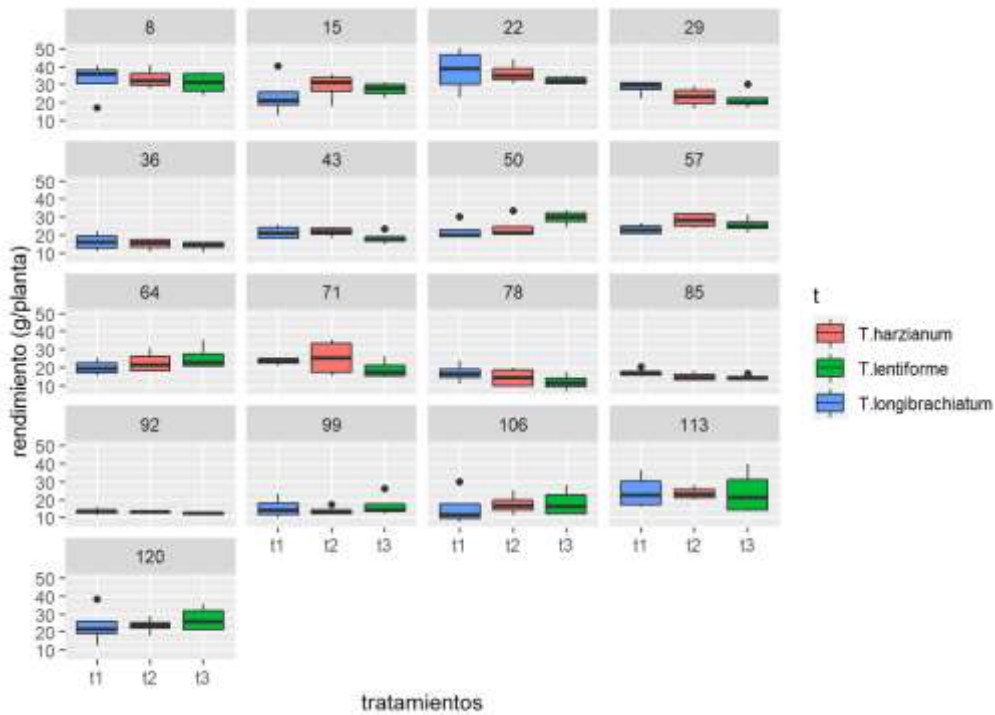 8 15 22 29
50
40
30
20
10
36 43 50 57
50
40
30
20
10
64 71 78 85
50
40
30
20
10
92 99 106 113
50
40
30
20
10
t1 t2 t3 t1 t2 t3 t1 t2 t3
120
50
40
30
20
10
t1 t2 t3
tratamientos
rendimiento (g/planta)
t
T.harzianum
T.lentiforme
T.longibrachiatum